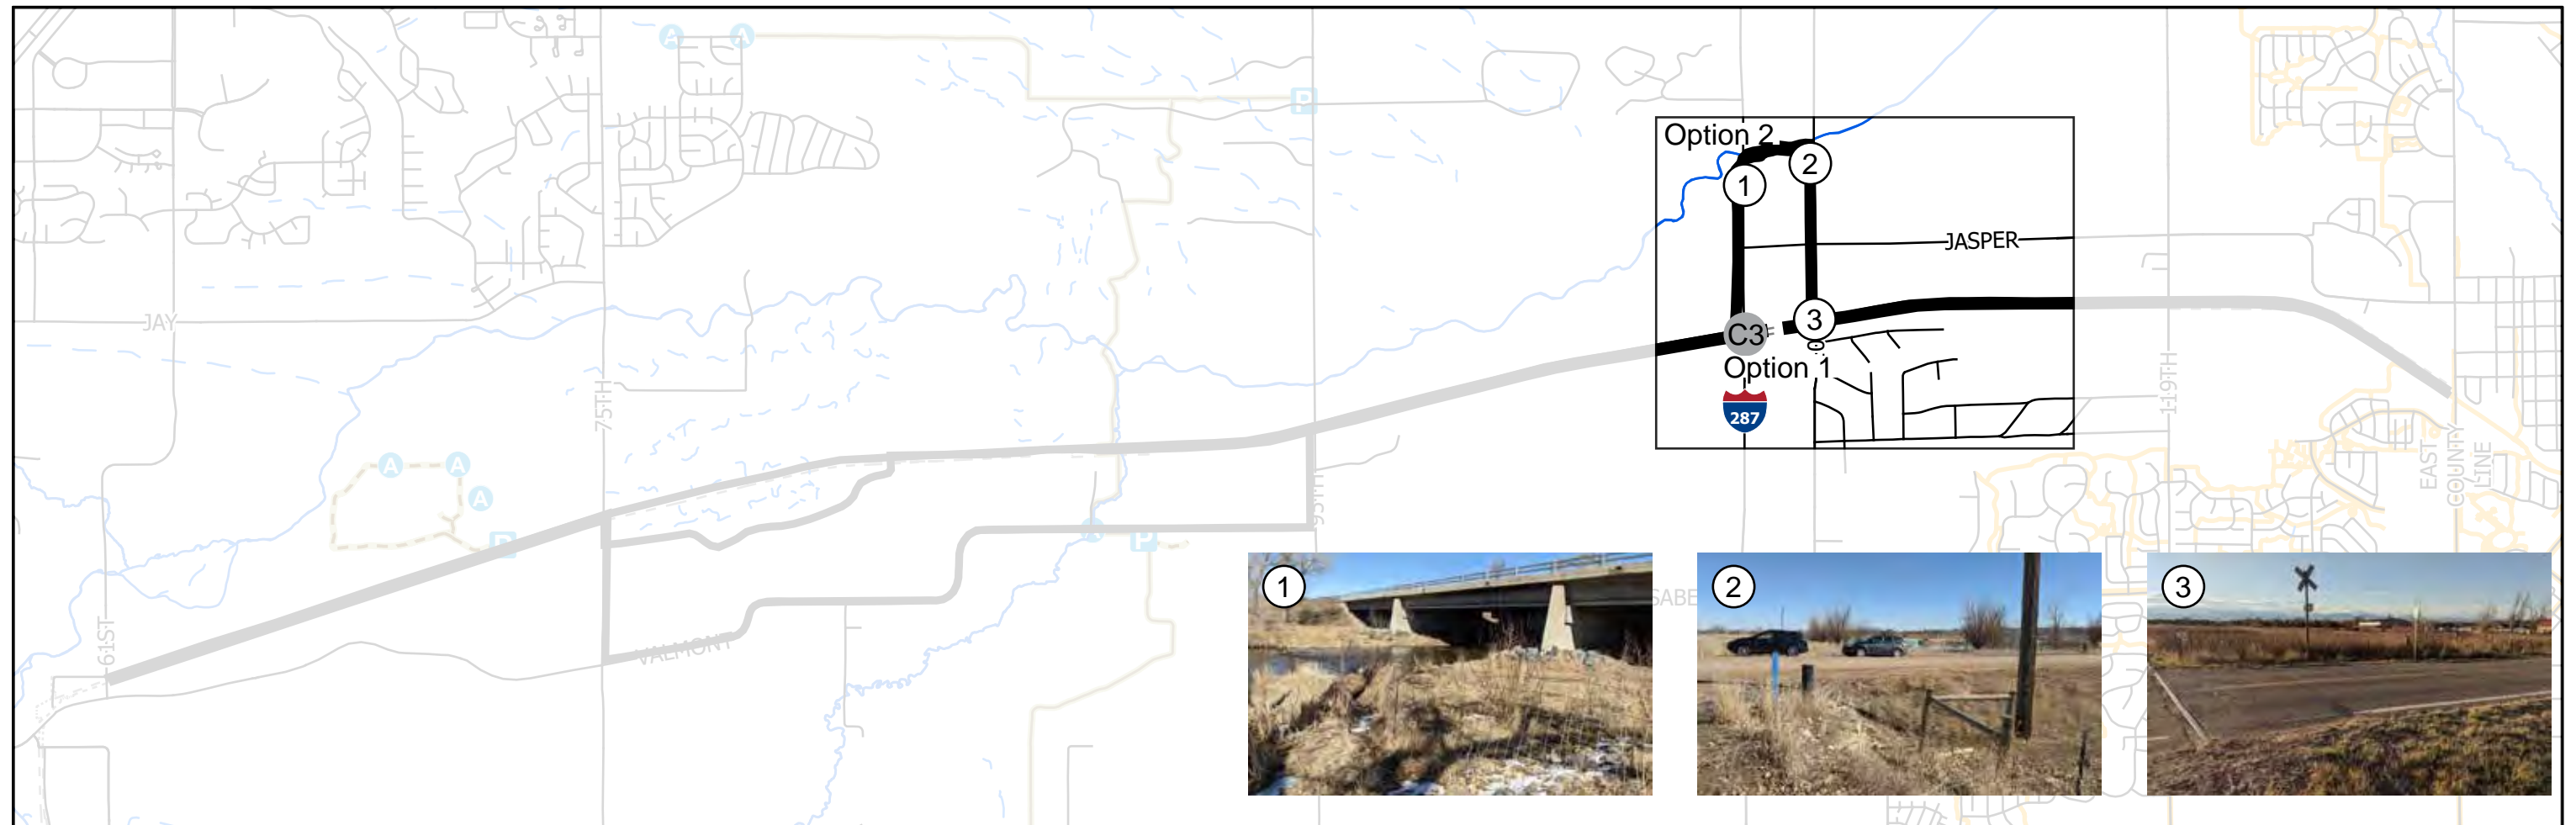 A
A
P
Option 2
2
1
JASPER
JAY
3
C3
Option 1
287
75TH
119TH
A
A
A
P
95TH
EAST
COUNTY
LINE
A
P
1
2
3
61ST
VALMONT